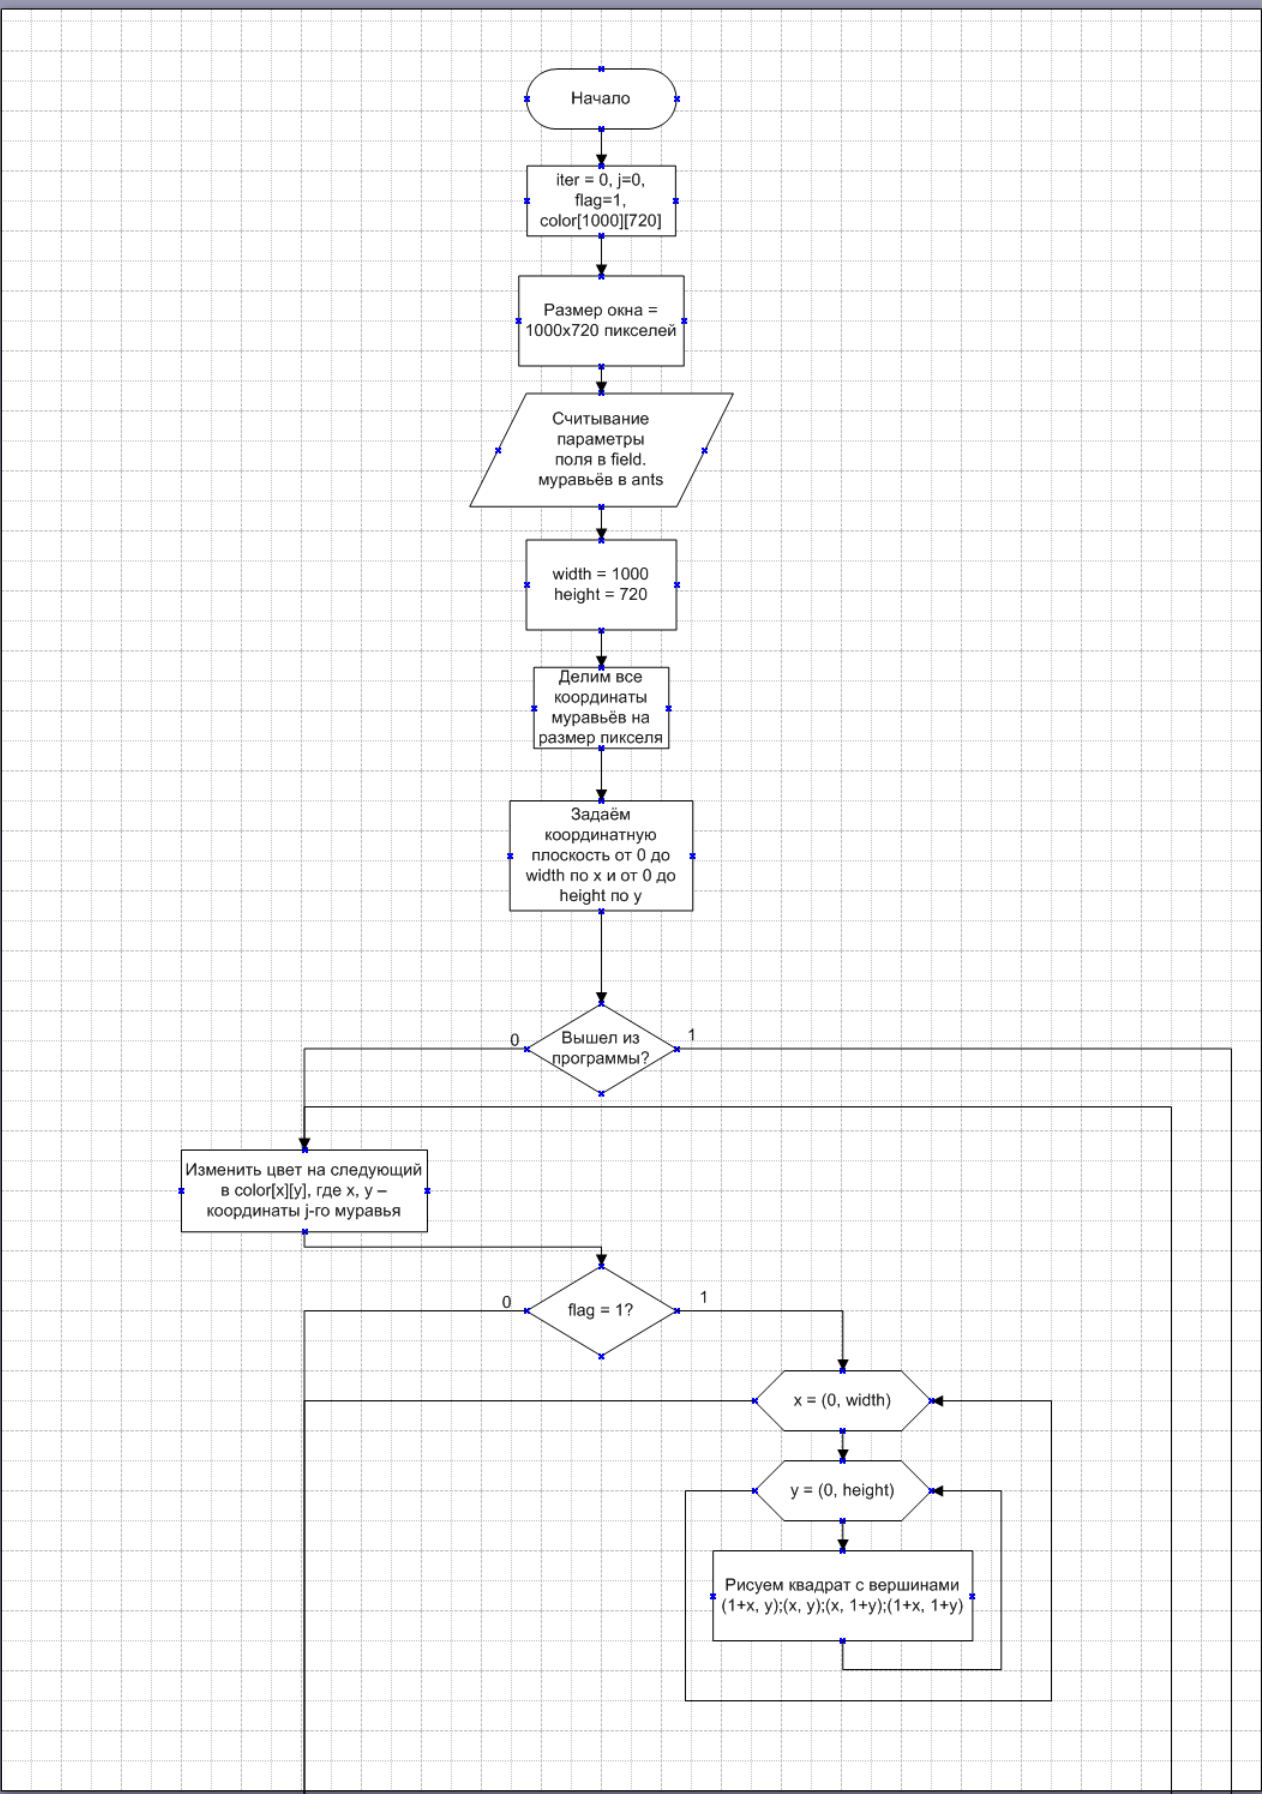 Начало
iter = 0, j=0,
flag=1,
color[1000][720]
Размер окна =
1000x720 пикселей
Считывание
параметры
поля в field.
муравьёв в ants
width = 1000
height = 720
Делим все
координаты
муравьёв на
размер пикселя
Задаём
координатную
плоскость от 0 до
width по x и от 0 до
height по y
0
Вышел из
программы?
1
Изменить цвет на следующий
в color[x][y], где x, y –
координаты j-го муравья
0
flag = 1?
1
x = (0, width)
y = (0, height)
Рисуем квадрат с вершинами
(1+x, y);(x, y);(x, 1+y);(1+x, 1+y)